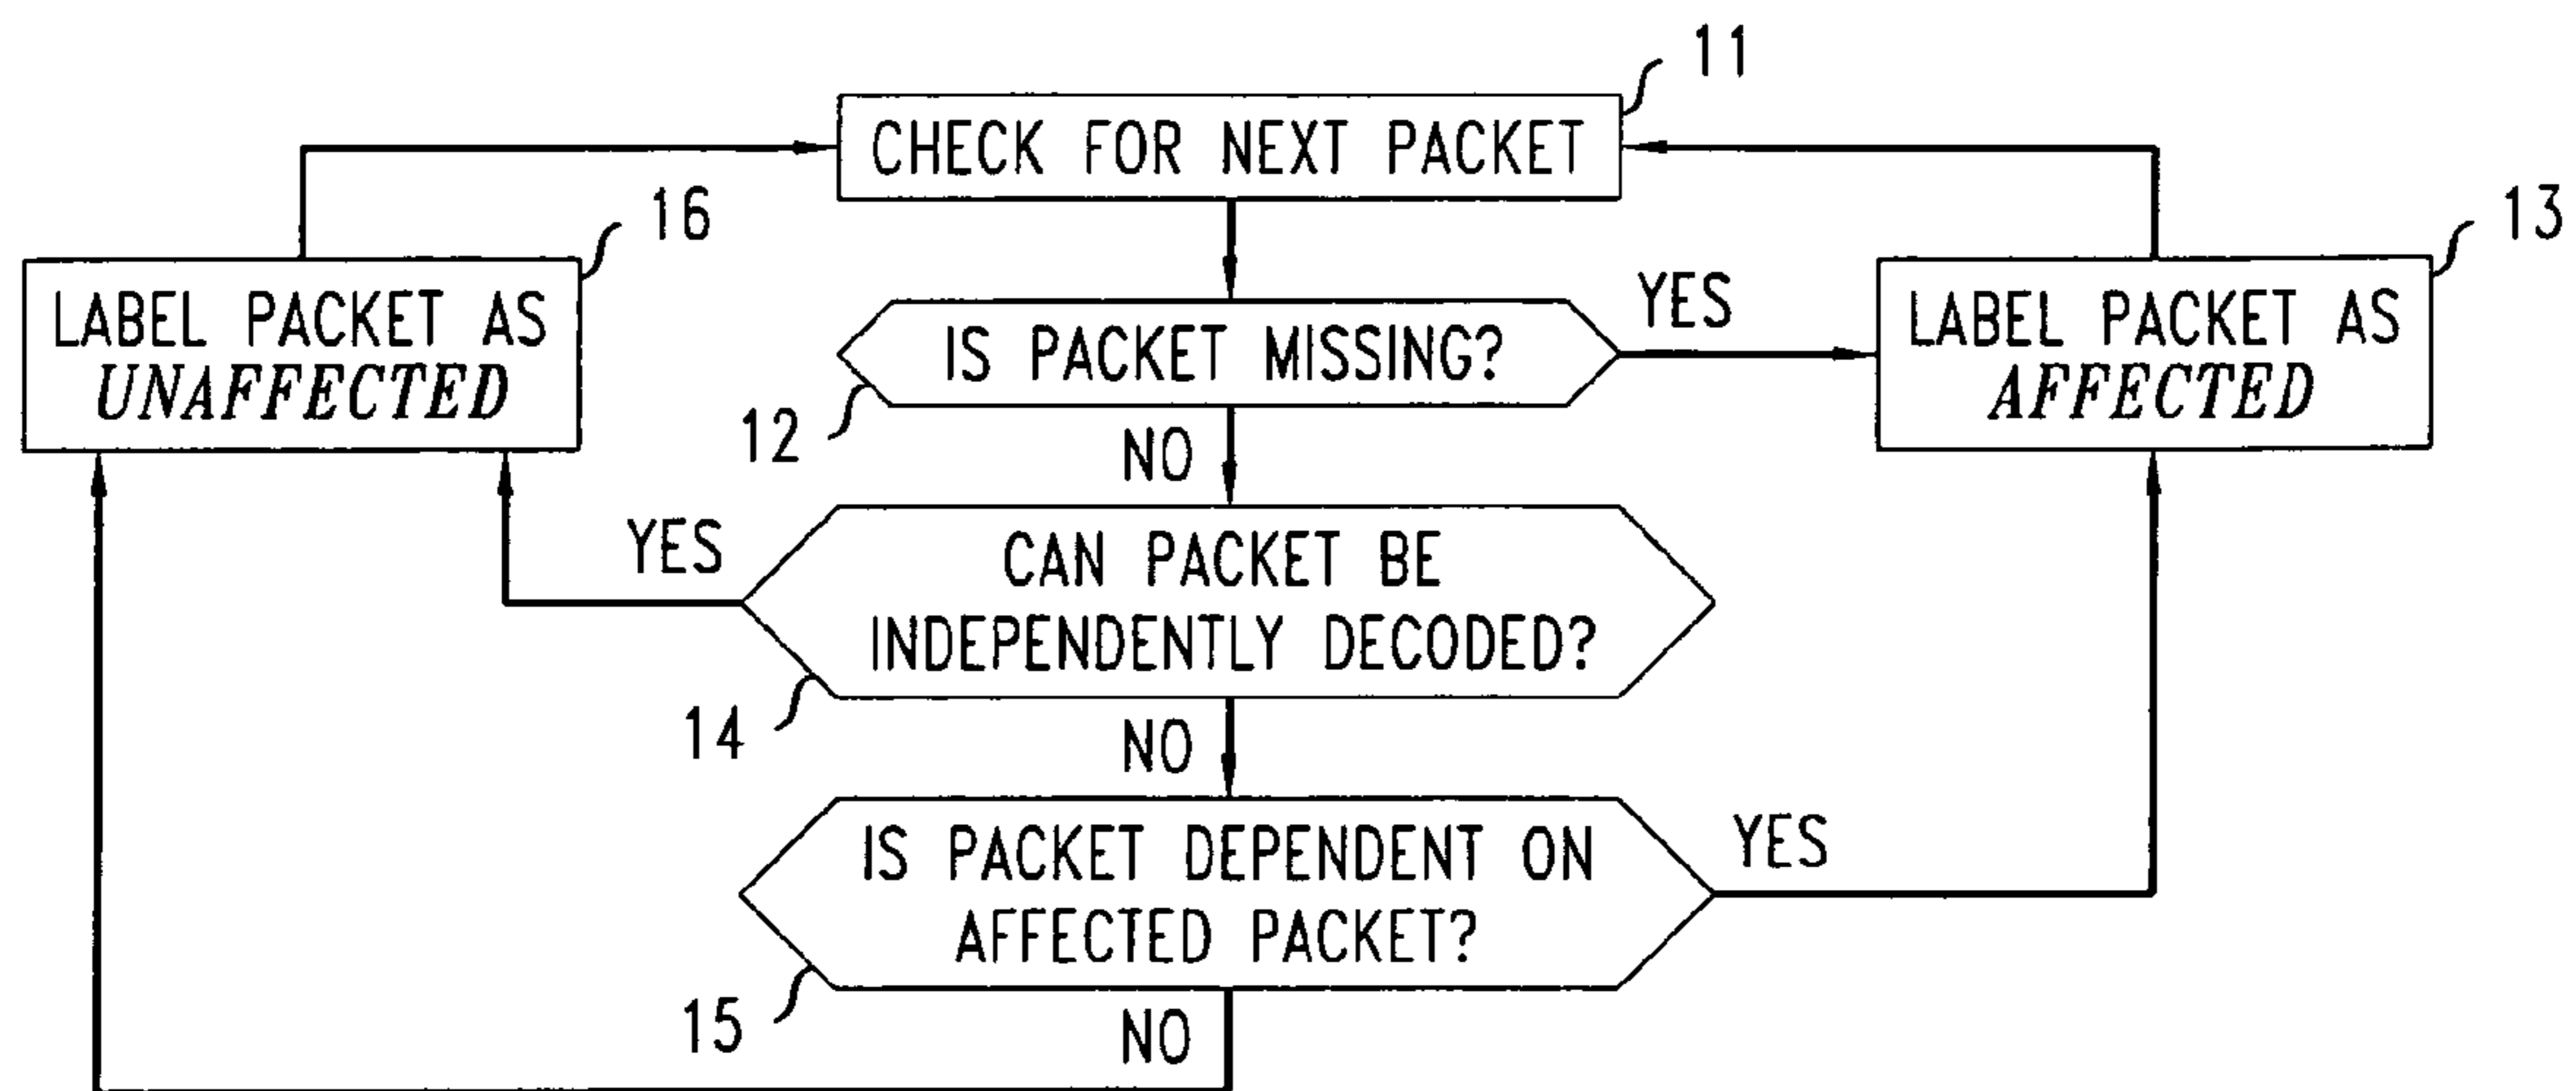 11
CHECK FOR NEXT PACKET
16
13
LABEL PACKET AS
UNAFFECTED
YES
IS PACKET MISSING?
LABEL PACKET AS
AFFECTED
12
NO
YES
CAN PACKET BE
INDEPENDENTLY DECODED?
14
NO
IS PACKET DEPENDENT ON
AFFECTED PACKET?
YES
15
NO